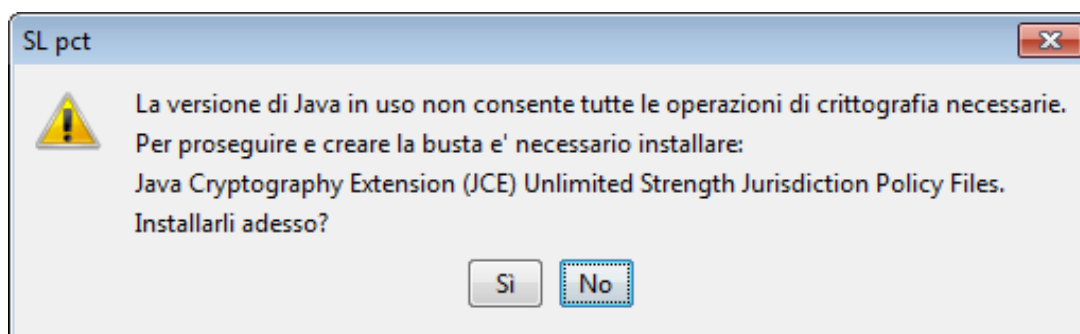 SL pct
La versione di Java in uso non consente tutte le operazioni di crittografia necessarie.
Per proseguire e creare la busta e' necessario installare:
Java Cryptography Extension (JCE) Unlimited Strength Jurisdiction Policy Files.
Installarli adesso?
Sì No